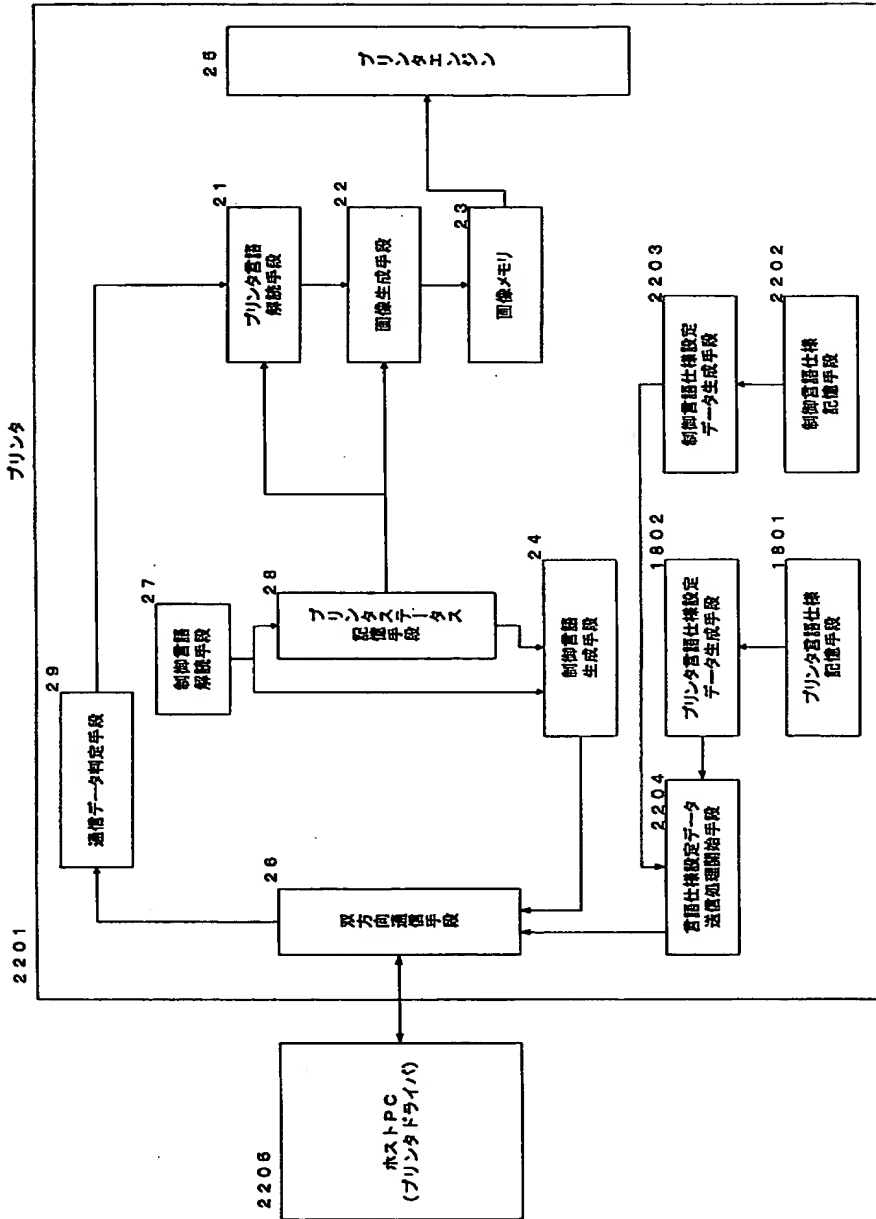 プリンタ
2201
ホストPC
(プリンタドライバ)
2206
双方向通信手段
26
通信データ判定手段
29
制御言語
解読手段
27
プリンタステータス
記憶手段
28
制御言語
生成手段
24
プリンタ言語
解読手段
21
画像生成手段
22
画像メモリ
23
プリンタエンジン
25
言語仕様設定データ
送信処理開始手段
2204
プリンタ言語仕様設定
データ生成手段
1802
プリンタ言語仕様
記憶手段
1801
制御言語仕様設定
データ生成手段
2203
制御言語仕様
記憶手段
2202